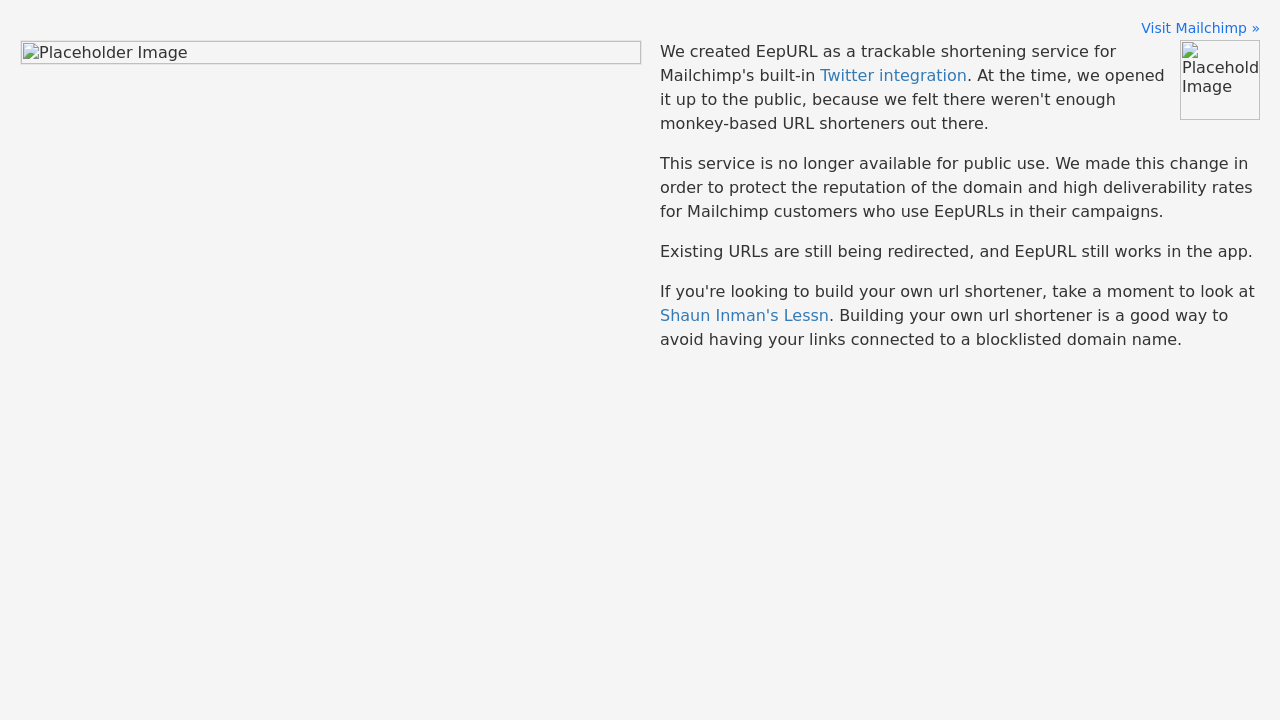 Visit Mailchimp »
Placeholder Image
We created EepURL as a trackable shortening service for
Mailchimp's built-in Twitter integration. At the time, we opened
it up to the public, because we felt there weren't enough
monkey-based URL shorteners out there.
Placehold
Image
This service is no longer available for public use. We made this change in
order to protect the reputation of the domain and high deliverability rates
for Mailchimp customers who use EepURLs in their campaigns.
Existing URLs are still being redirected, and EepURL still works in the app.
If you're looking to build your own url shortener, take a moment to look at
Shaun Inman's Lessn. Building your own url shortener is a good way to
avoid having your links connected to a blocklisted domain name.